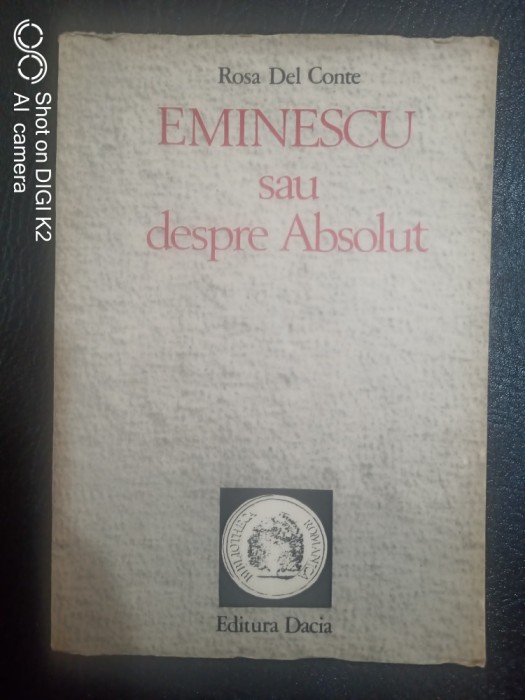 Rosa Del Conte
EMINESCU
sau
despre Absolut
BIBLIOTECA ROMANICA
Editura Dacia
Shot on DIGI K2
AI camera